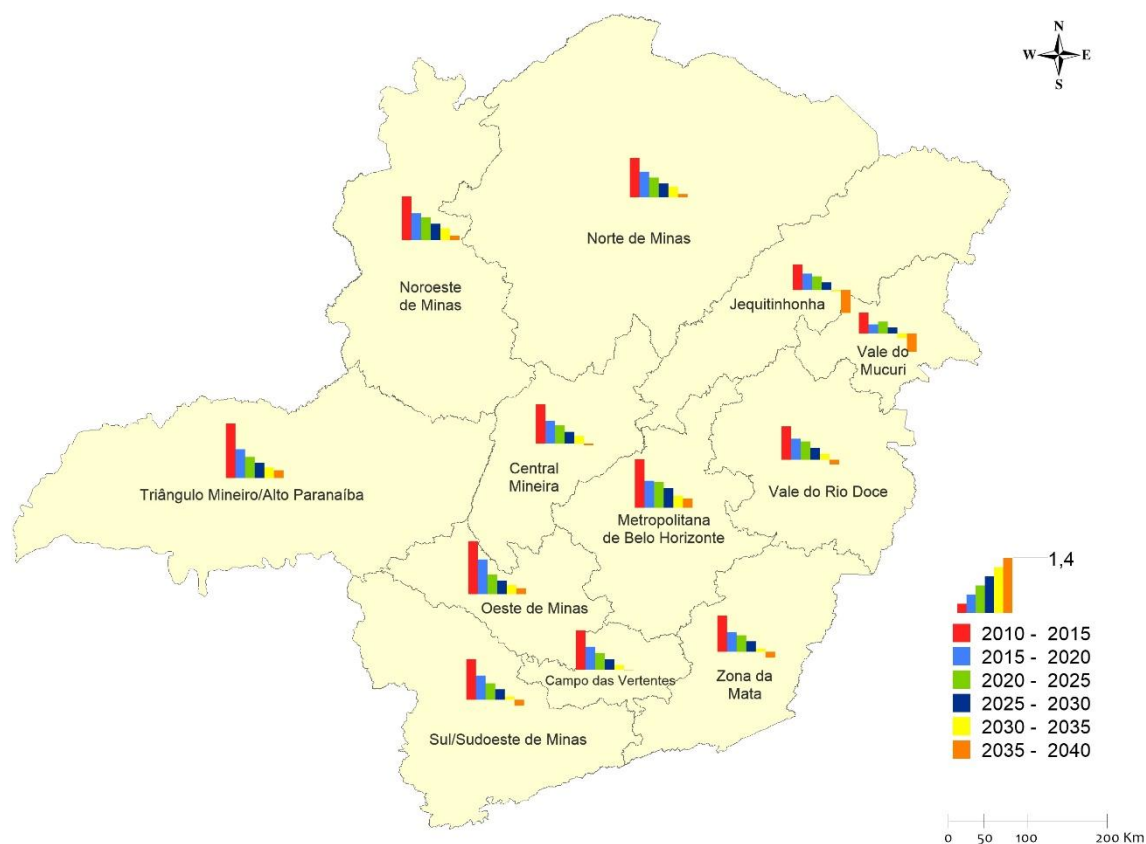 N
W E
S
Norte de Minas
Noroeste
de Minas
Jequitinhonha
Vale do
Mucuri
Central
Mineira
Triângulo Mineiro/Alto Paranaíba
Vale do Rio Doce
Metropolitana
de Belo Horizonte
Oeste de Minas
Campo das Vertentes
Zona da
Mata
Sul/Sudoeste de Minas
1,4
2010 - 2015
2015 - 2020
2020 - 2025
2025 - 2030
2030 - 2035
2035 - 2040
0 50 100 200 Km